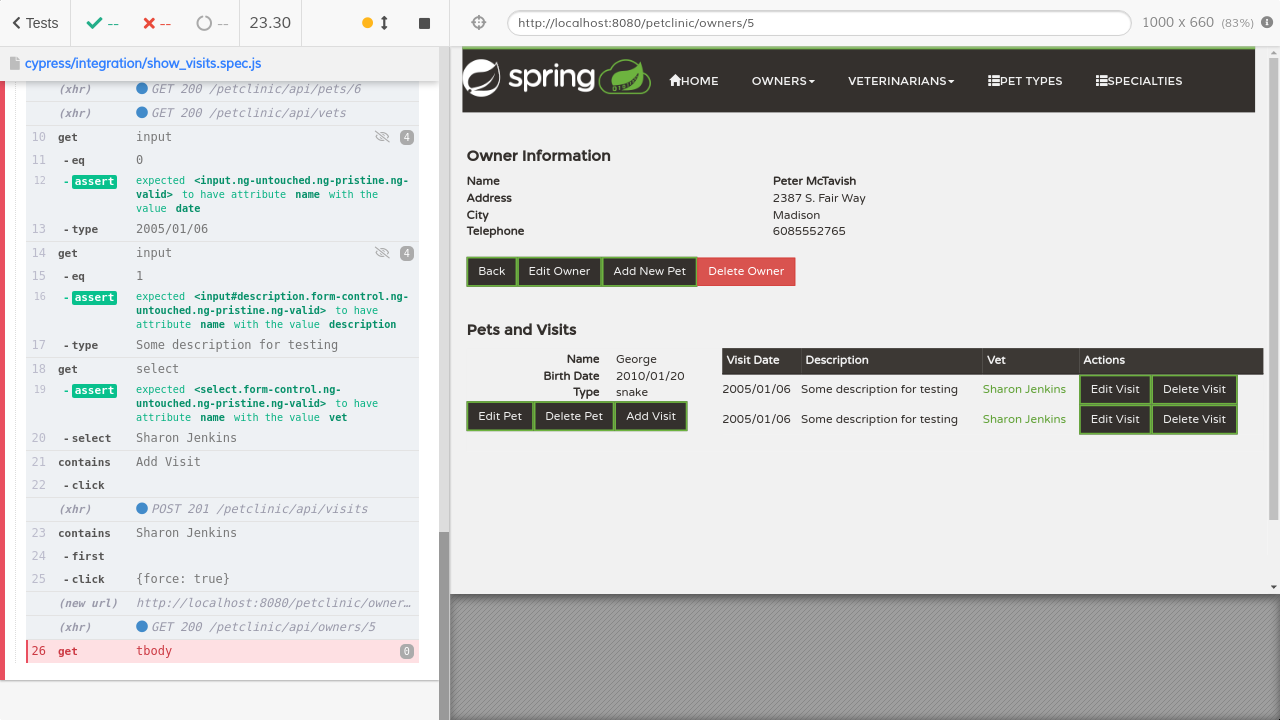 Tests
--
--
--
23.30
http://localhost:8080/petclinic/owners/5
1000 x 660 (83%)
cypress/integration/show_visits.spec.js
(xhr) GET 200 /petclinic/api/pets/6
(xhr) GET 200 /petclinic/api/vets
10 get input 4
11 - eq 0
12 - assert expected <input.ng-untouched.ng-pristine.ng-
valid> to have attribute name with the
value date
13 - type 2005/01/06
14 get input 4
15 - eq 1
16 - assert expected <input#description.form-control.ng-
untouched.ng-pristine.ng-valid> to have
attribute name with the value description
17 - type Some description for testing
18 get select
19 - assert expected <select.form-control.ng-
untouched.ng-pristine.ng-valid> to have
attribute name with the value vet
20 - select Sharon Jenkins
21 contains Add Visit
22 - click
(xhr) POST 201 /petclinic/api/visits
23 contains Sharon Jenkins
24 - first
25 - click {force: true}
(new url) http://localhost:8080/petclinic/owner…
(xhr) GET 200 /petclinic/api/owners/5
26 get tbody 0
spring
HOME
OWNERS
VETERINARIANS
PET TYPES
SPECIALTIES
Owner Information
Name Peter McTavish
Address 2387 S. Fair Way
City Madison
Telephone 6085552765
Back Edit Owner Add New Pet Delete Owner
Pets and Visits
Name George
Birth Date 2010/01/20
Type snake
Edit Pet Delete Pet Add Visit
Visit Date Description Vet Actions
2005/01/06 Some description for testing Sharon Jenkins Edit Visit Delete Visit
2005/01/06 Some description for testing Sharon Jenkins Edit Visit Delete Visit